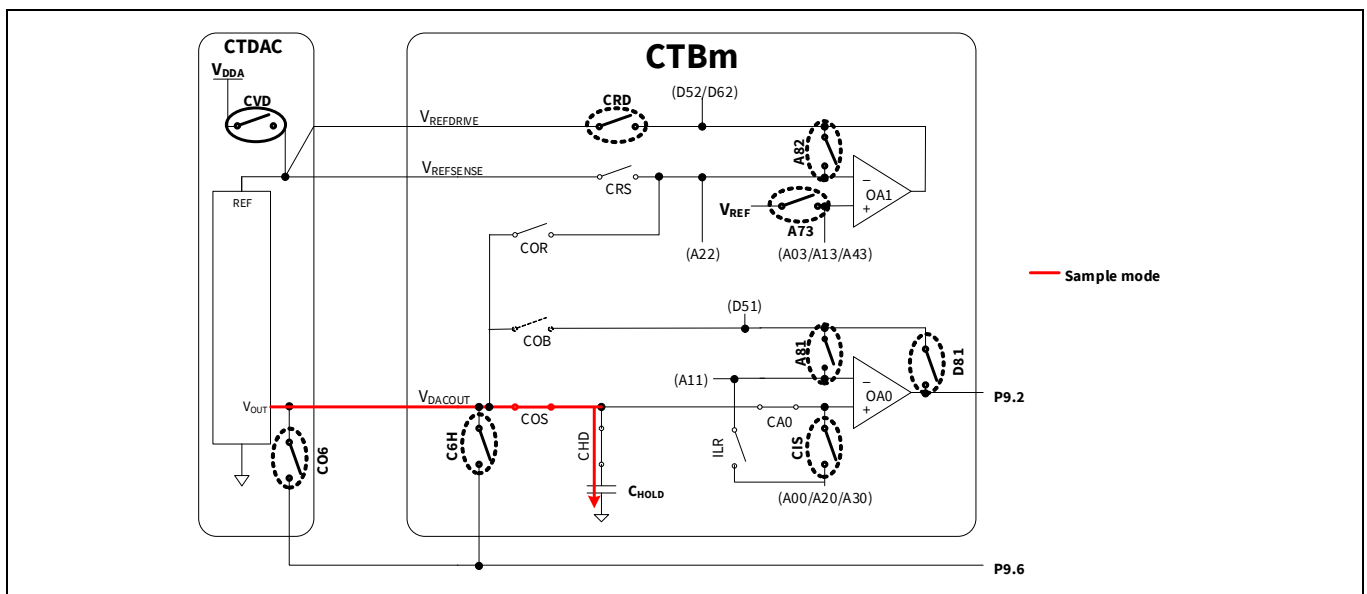 CTDAC
CTBm
VDDA
CVD
CRD
(D52/D62)
VREFDRIVE
A82
VREFSENSE
CRS
REF
VREF
A73
OA1
COR
(A22)
(A03/A13/A43)
Sample mode
(D51)
COB
A81
D81
(A11)
VDACOUT
VOUT
COS
CA0
OA0
P9.2
CO6
C6H
CHD
ILR
CIS
CHOLD
(A00/A20/A30)
P9.6